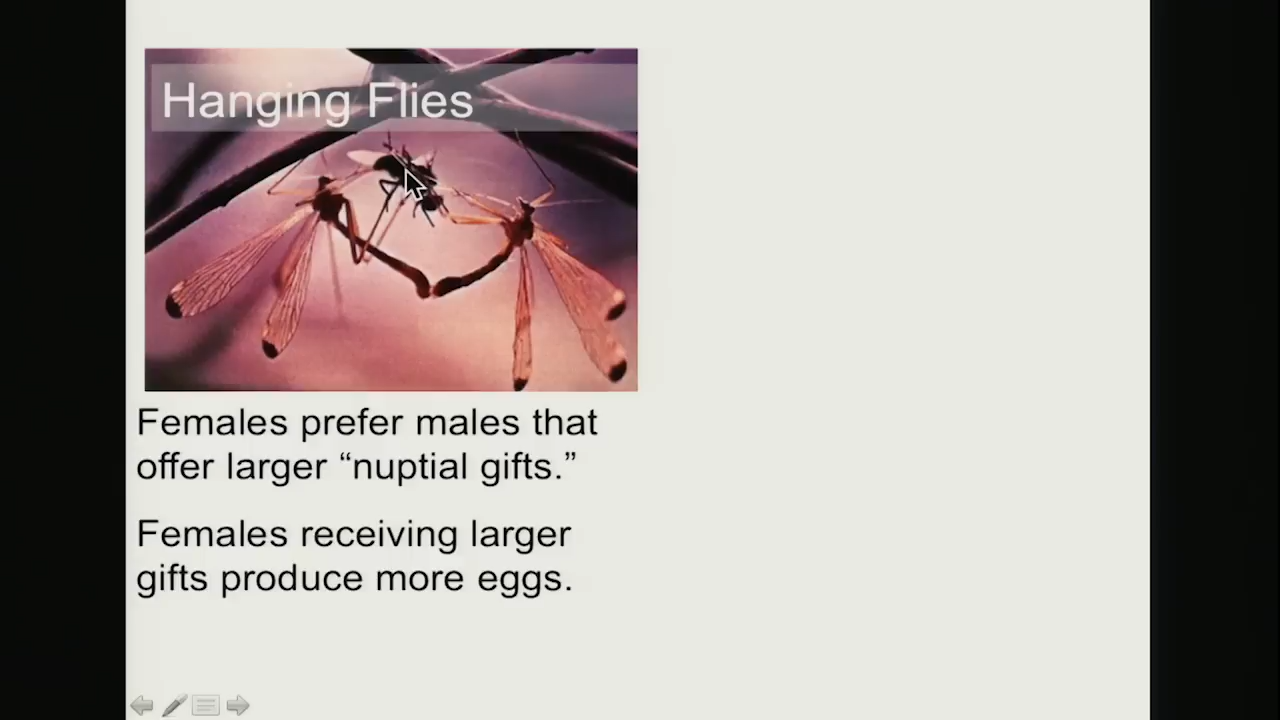 Hanging Flies
Females prefer males that
offer larger “nuptial gifts.”
Females receiving larger
gifts produce more eggs.